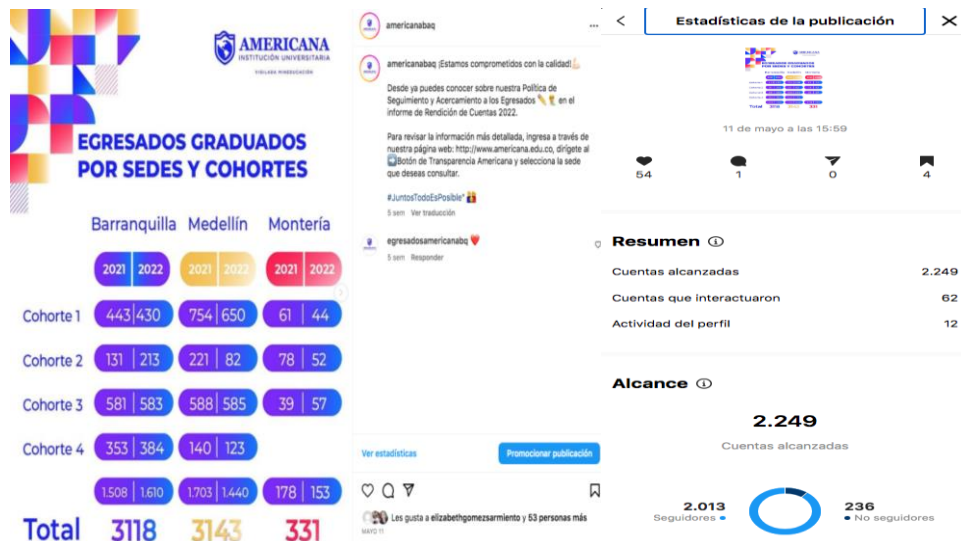 AMERICANA
INSTITUCIÓN UNIVERSITARIA
VIGILADA MINEDUCACIÓN
EGRESADOS GRADUADOS
POR SEDES Y COHORTES
Barranquilla Medellín Montería
2021 2022 2021 2022 2021 2022
Cohorte 1 443 430 754 650 61 44
Cohorte 2 131 213 221 82 78 52
Cohorte 3 581 583 588 585 39 57
Cohorte 4 353 384 140 123
1.508 1.610 1.703 1.440 178 153
Total 3118 3143 331
americanabaq
americanabaq ¡Estamos comprometidos con la calidad!
Desde ya puedes conocer sobre nuestra Política de
Seguimiento y Acercamiento a los Egresados en el
informe de Rendición de Cuentas 2022.
Para revisar la información más detallada, ingresa a través de
nuestra página web: http://www.americana.edu.co, dirígete al
Botón de Transparencia Americana y selecciona la sede
que deseas consultar.
#JuntosTodoEsPosible"
5 sem Ver traducción
egresadosamericanabq
5 sem Responder
Ver estadísticas Promocionar publicación
Les gusta a elizabethgomezsarmiento y 53 personas más
MAYO 11
Estadísticas de la publicación
11 de mayo a las 15:59
54 1 0 4
Resumen
Cuentas alcanzadas 2.249
Cuentas que interactuaron 62
Actividad del perfil 12
Alcance
2.249
Cuentas alcanzadas
2.013 236
Seguidores No seguidores